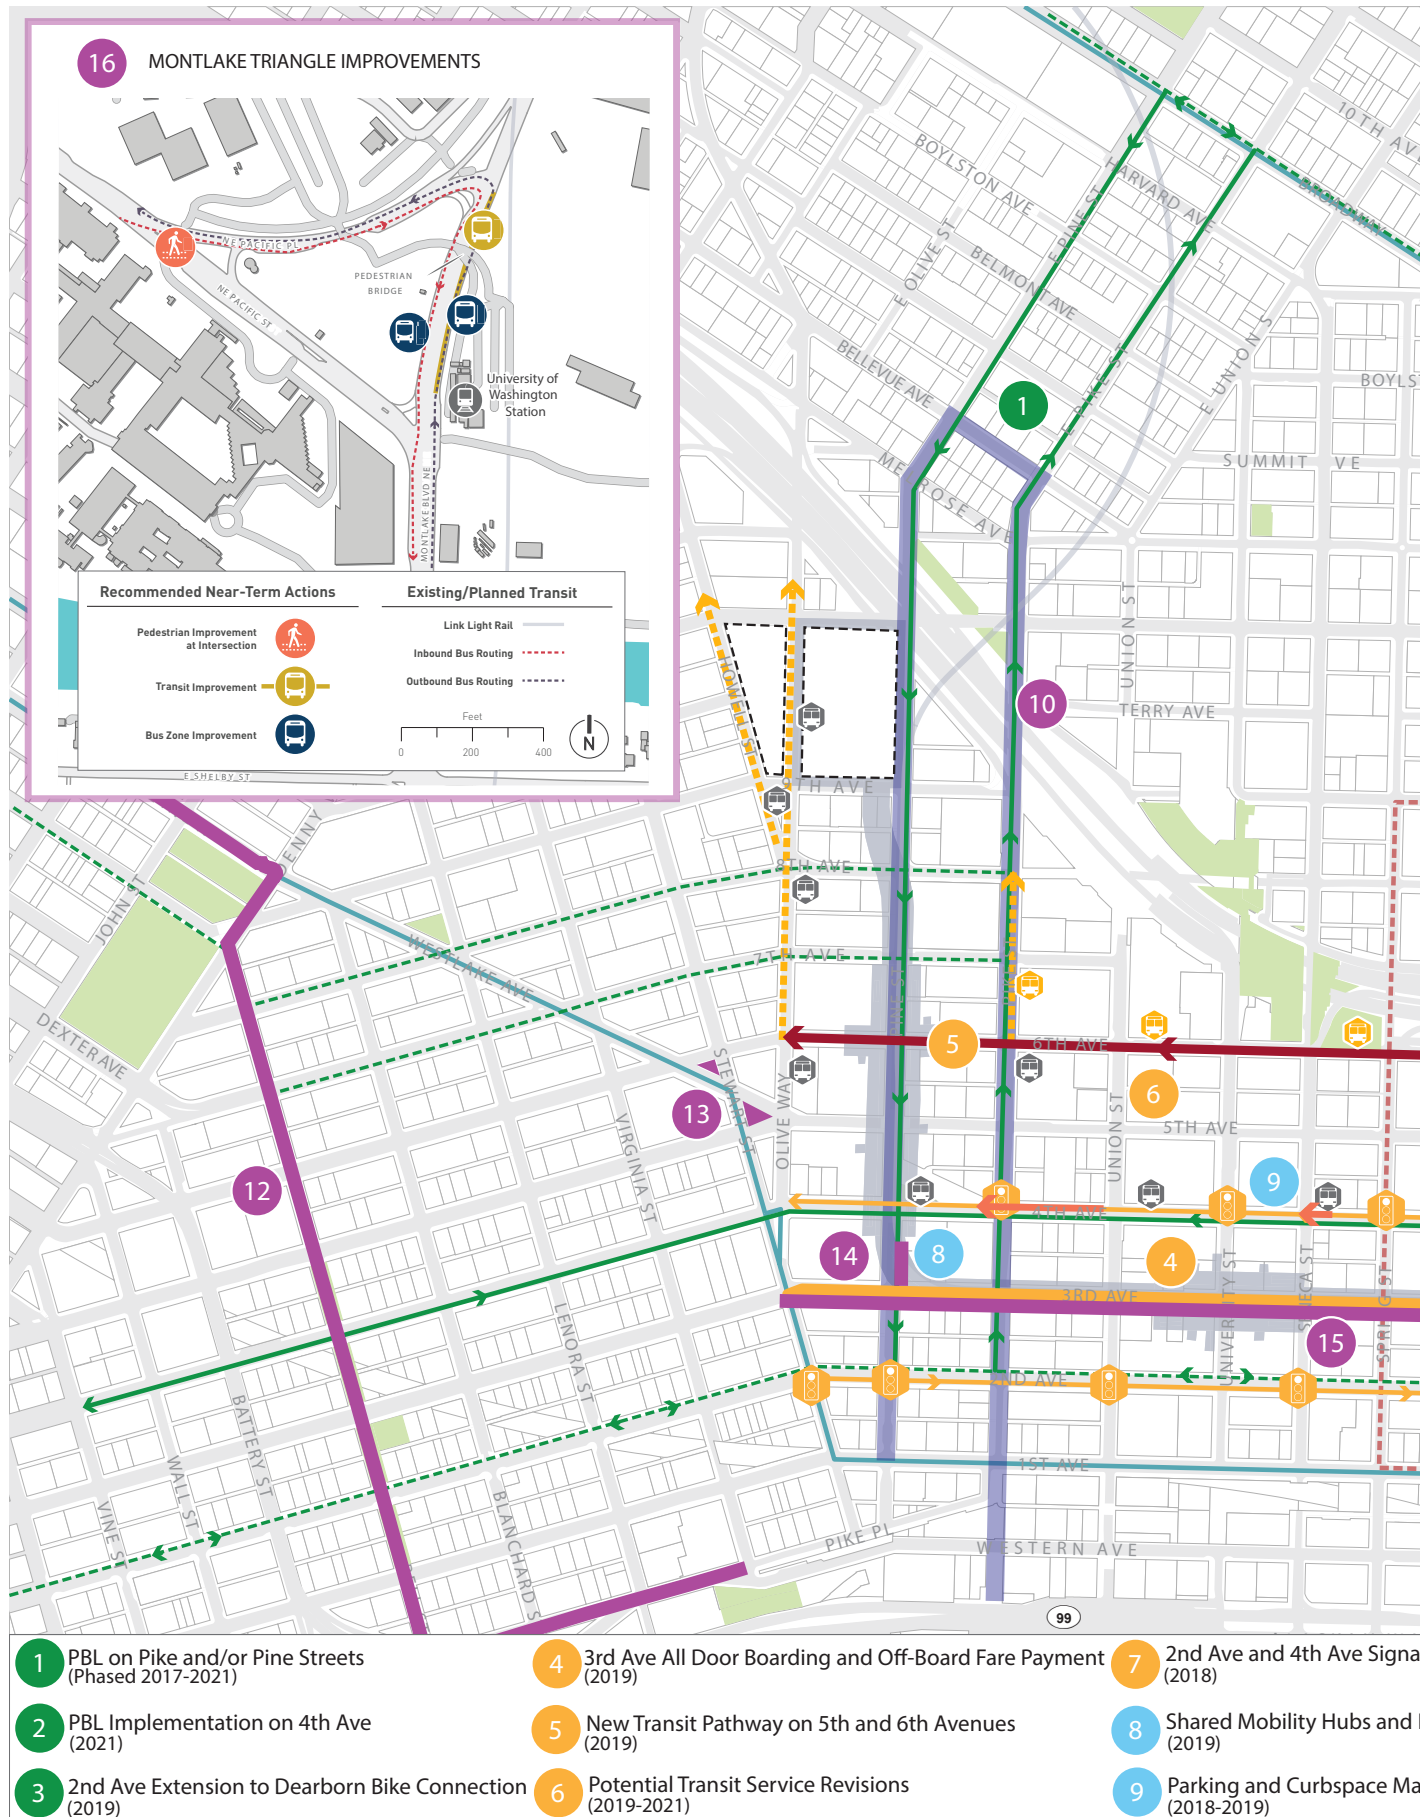 16 MONTLAKE TRIANGLE IMPROVEMENTS
NE PACIFIC PL
PEDESTRIAN
BRIDGE
NE PACIFIC ST
University of
Washington
Station
MONTLAKE BLVD NE
Recommended Near-Term Actions
Pedestrian Improvement
at Intersection
Transit Improvement
Bus Zone Improvement
Existing/Planned Transit
Link Light Rail
Inbound Bus Routing
Outbound Bus Routing
Feet
0 200 400
N
E SHELBY ST
10TH AV
BOYLSTON AVE
HARVARD AVE
BROADWAY
E PINE ST
E OLIVE ST
BELMONT AVE
BELLEVUE AVE
E PIKE ST
E UNION S
BOYLST
1
SUMMIT VE
ME ROSE AVE
UNION ST
HOWELL ST
10
TERRY AVE
9TH AVE
DENNY
JOHN ST
8TH AVE
WESTLAKE AVE
7TH AVE
DEXTER AVE
5
6TH AVE
6
STEWART ST
OLIVE WAY
13
VIRGINIA ST
UNION ST
5TH AVE
12
9
4TH AVE
14
8
4
UNIVERSITY ST
3RD AVE
15
LENORA ST
ND AVE
BATTERY ST
WALL ST
VINE ST
BLANCHARD S
1ST AVE
PIKE PL
WESTERN AVE
99
1 PBL on Pike and/or Pine Streets
(Phased 2017-2021)
2 PBL Implementation on 4th Ave
(2021)
3 2nd Ave Extension to Dearborn Bike Connection
(2019)
4 3rd Ave All Door Boarding and Off-Board Fare Payment
(2019)
5 New Transit Pathway on 5th and 6th Avenues
(2019)
6 Potential Transit Service Revisions
(2019-2021)
7 2nd Ave and 4th Ave Signa
(2018)
8 Shared Mobility Hubs and
(2019)
9 Parking and Curbspace Ma
(2018-2019)